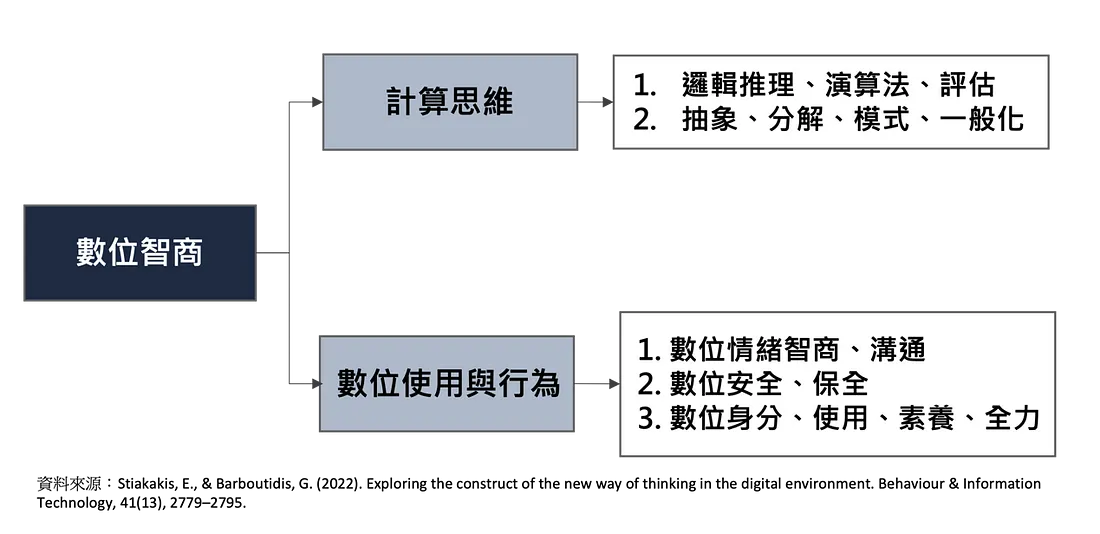 計算思維
1. 邏輯推理、演算法、評估
2. 抽象、分解、模式、一般化
數位智商
數位使用與行為
1. 數位情緒智商、溝通
2. 數位安全、保全
3. 數位身分、使用、素養、全力
資料來源：Stiakakis, E., & Barboutidis, G. (2022). Exploring the construct of the new way of thinking in the digital environment. Behaviour & Information
Technology, 41(13), 2779–2795.